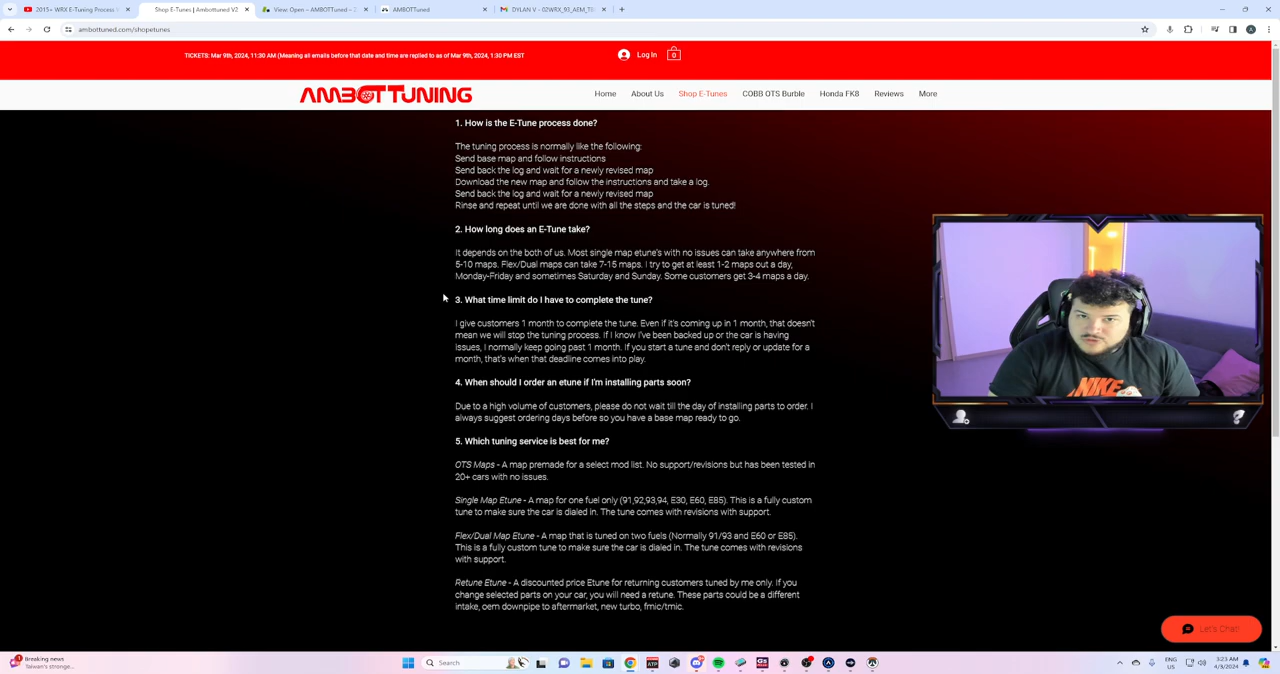 2015+ WRX E-Tuning Process
Shop E-Tunes | Ambottuned V2
View: Open – AMBOTTuned – Z
AMBOTTuned
DYLAN V - 02WRX_93_AEM_TB
ambottuned.com/shopetunes
TICKETS: Mar 9th, 2024, 11:30 AM (Meaning all emails before that date and time are replied to as of Mar 9th, 2024, 1:30 PM EST
Log In
0
AMBOTTUNING
Home
About Us
Shop E-Tunes
COBB OTS Burble
Honda FK8
Reviews
More
1. How is the E-Tune process done?
The tuning process is normally like the following:
Send base map and follow instructions
Send back the log and wait for a newly revised map
Download the new map and follow the instructions and take a log.
Send back the log and wait for a newly revised map
Rinse and repeat until we are done with all the steps and the car is tuned!
2. How long does an E-Tune take?
It depends on the both of us. Most single map etune's with no issues can take anywhere from
5-10 maps. Flex/Dual maps can take 7-15 maps. I try to get at least 1-2 maps out a day,
Monday-Friday and sometimes Saturday and Sunday. Some customers get 3-4 maps a day.
3. What time limit do I have to complete the tune?
I give customers 1 month to complete the tune. Even if it's coming up in 1 month, that doesn't
mean we will stop the tuning process. If I know I've been backed up or the car is having
issues, I normally keep going past 1 month. If you start a tune and don't reply or update for a
month, that's when that deadline comes into play.
4. When should I order an etune if I'm installing parts soon?
Due to a high volume of customers, please do not wait till the day of installing parts to order. I
always suggest ordering days before so you have a base map ready to go.
5. Which tuning service is best for me?
OTS Maps - A map premade for a select mod list. No support/revisions but has been tested in
20+ cars with no issues.
Single Map Etune - A map for one fuel only (91,92,93,94, E30, E60, E85). This is a fully custom
tune to make sure the car is dialed in. The tune comes with revisions with support.
Flex/Dual Map Etune - A map that is tuned on two fuels (Normally 91/93 and E60 or E85).
This is a fully custom tune to make sure the car is dialed in. The tune comes with revisions
with support.
Retune Etune - A discounted price Etune for returning customers tuned by me only. If you
change selected parts on your car, you will need a retune. These parts could be a different
intake, oem downpipe to aftermarket, new turbo, fmic/tmic.
NIKE
Let's Chat!
Breaking news
Taiwan's strange...
Search
ENG
US
3:23 AM
4/3/2024